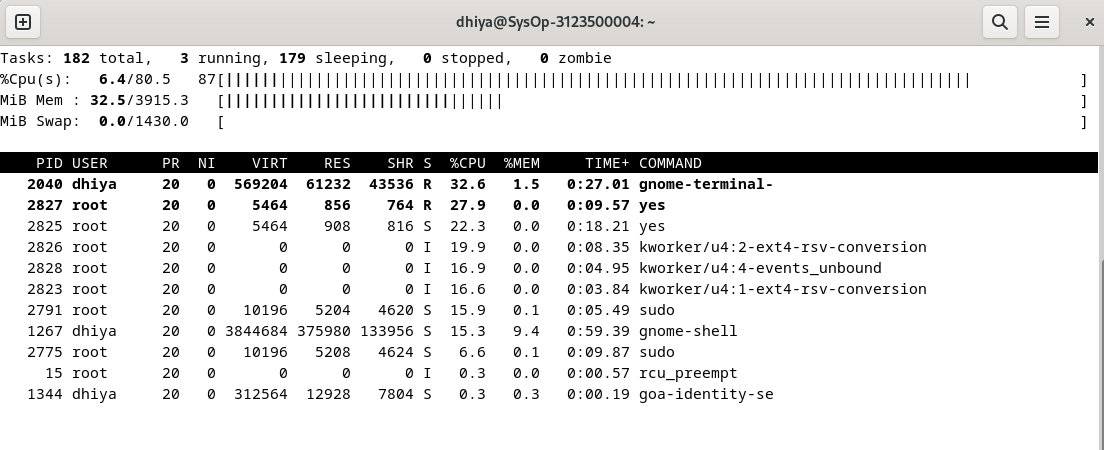 dhiya@SysOp-3123500004: ~
Tasks: 182 total,   3 running, 179 sleeping,   0 stopped,   0 zombie
%Cpu(s):   6.4/80.5   87[||||||||||||||||||||||||||||||||||||||||||||||||||||||||||||||||||||||||||||||||||| ]
MiB Mem : 32.5/3915.3   [||||||||||||||||||||||||||||||| ]
MiB Swap:  0.0/1430.0   [ ]
PID USER      PR  NI    VIRT    RES    SHR S  %CPU  %MEM     TIME+ COMMAND
2040 dhiya     20   0  569204  61232  43536 R  32.6   1.5   0:27.01 gnome-terminal-
2827 root      20   0    5464    856    764 R  27.9   0.0   0:09.57 yes
2825 root      20   0    5464    908    816 S  22.3   0.0   0:18.21 yes
2826 root      20   0       0      0      0 I  19.9   0.0   0:08.35 kworker/u4:2-ext4-rsv-conversion
2828 root      20   0       0      0      0 I  16.9   0.0   0:04.95 kworker/u4:4-events_unbound
2823 root      20   0       0      0      0 I  16.6   0.0   0:03.84 kworker/u4:1-ext4-rsv-conversion
2791 root      20   0   10196   5204   4620 S  15.9   0.1   0:05.49 sudo
1267 dhiya     20   0 3844684 375980 133956 S  15.3   9.4   0:59.39 gnome-shell
2775 root      20   0   10196   5208   4624 S   6.6   0.1   0:09.87 sudo
15 root      20   0       0      0      0 I   0.3   0.0   0:00.57 rcu_preempt
1344 dhiya     20   0  312564  12928   7804 S   0.3   0.3   0:00.19 goa-identity-se